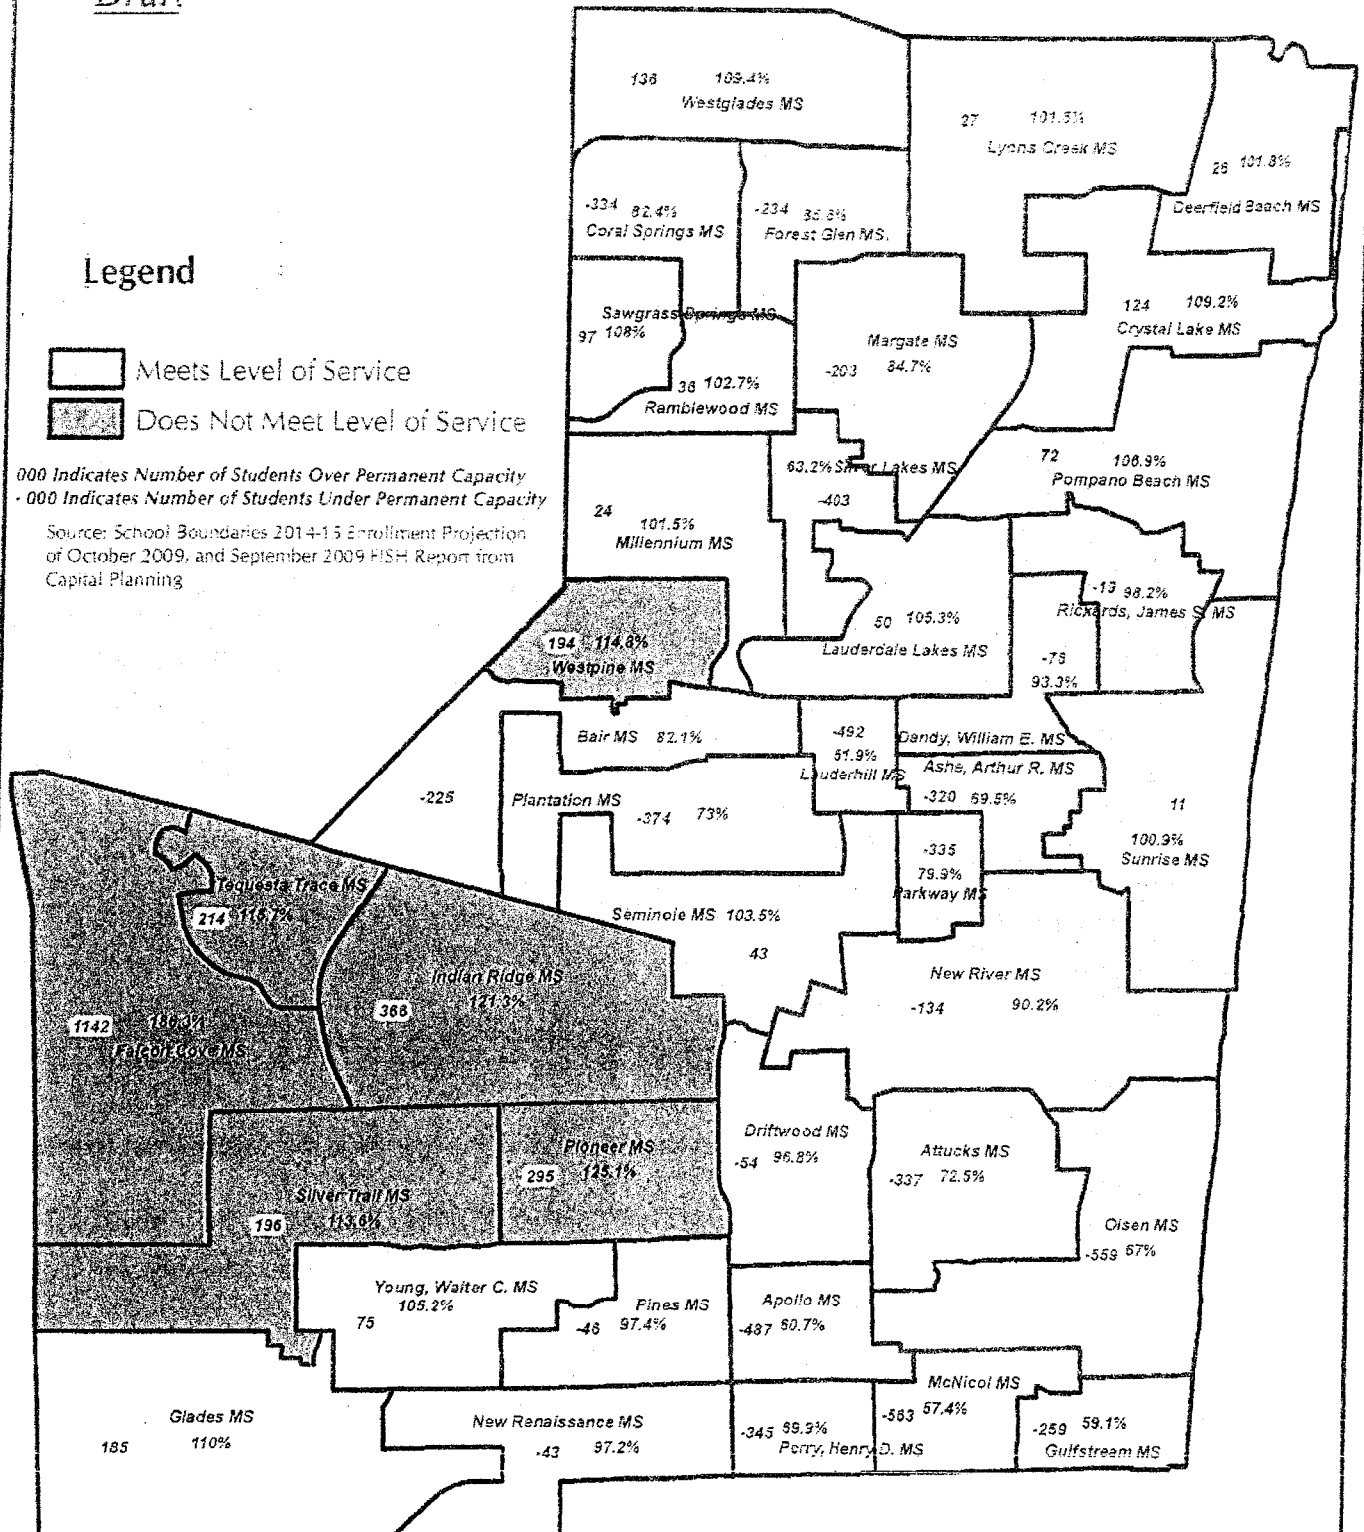 Draft
136 109.4%
Westglades MS
27 101.5%
Lyons Creek MS
26 101.8%
Deerfield Beach MS
-334 82.4%
Coral Springs MS
-234
Forest Glen MS
Legend
Meets Level of Service
Does Not Meet Level of Service
000 Indicates Number of Students Over Permanent Capacity
- 000 Indicates Number of Students Under Permanent Capacity
Source: School Boundaries 2014-15 Enrollment Projection
of October 2009, and September 2009 FISH Report from
Capital Planning
Sawgrass Springs MS
97 108%
124 109.2%
Crystal Lake MS
Margate MS
-203 84.7%
36 102.7%
Ramblewood MS
63.2% Silver Lakes MS
-403
72 106.9%
Pompano Beach MS
24 101.5%
Millennium MS
-13 98.2%
Rickards, James S. MS
50 105.3%
Lauderdale Lakes MS
194 114.8%
Westpine MS
-76
93.3%
Dandy, William E. MS
Bair MS 82.1%
-225
-492
51.9%
Lauderhill MS
Ashe, Arthur R. MS
-320 69.5%
Plantation MS
-374 73%
11
100.9%
Sunrise MS
-335
79.9%
Parkway MS
Tequesta Trace MS
214
Seminole MS 103.5%
43
Indian Ridge MS
121.3%
366
New River MS
-134 90.2%
1142 186.3%
Falcon Cove MS
Driftwood MS
-54 96.8%
Attucks MS
-337 72.5%
Pioneer MS
295 125.1%
Silver Trail MS
196 113.6%
Olsen MS
-559 67%
Young, Walter C. MS
105.2%
75
Pines MS
-46 97.4%
Apollo MS
-487 60.7%
McNicol MS
-563 57.4%
Glades MS
185 110%
New Renaissance MS
-43 97.2%
-345 69.9%
Perry, Henry D. MS
-259 59.1%
Gulfstream MS